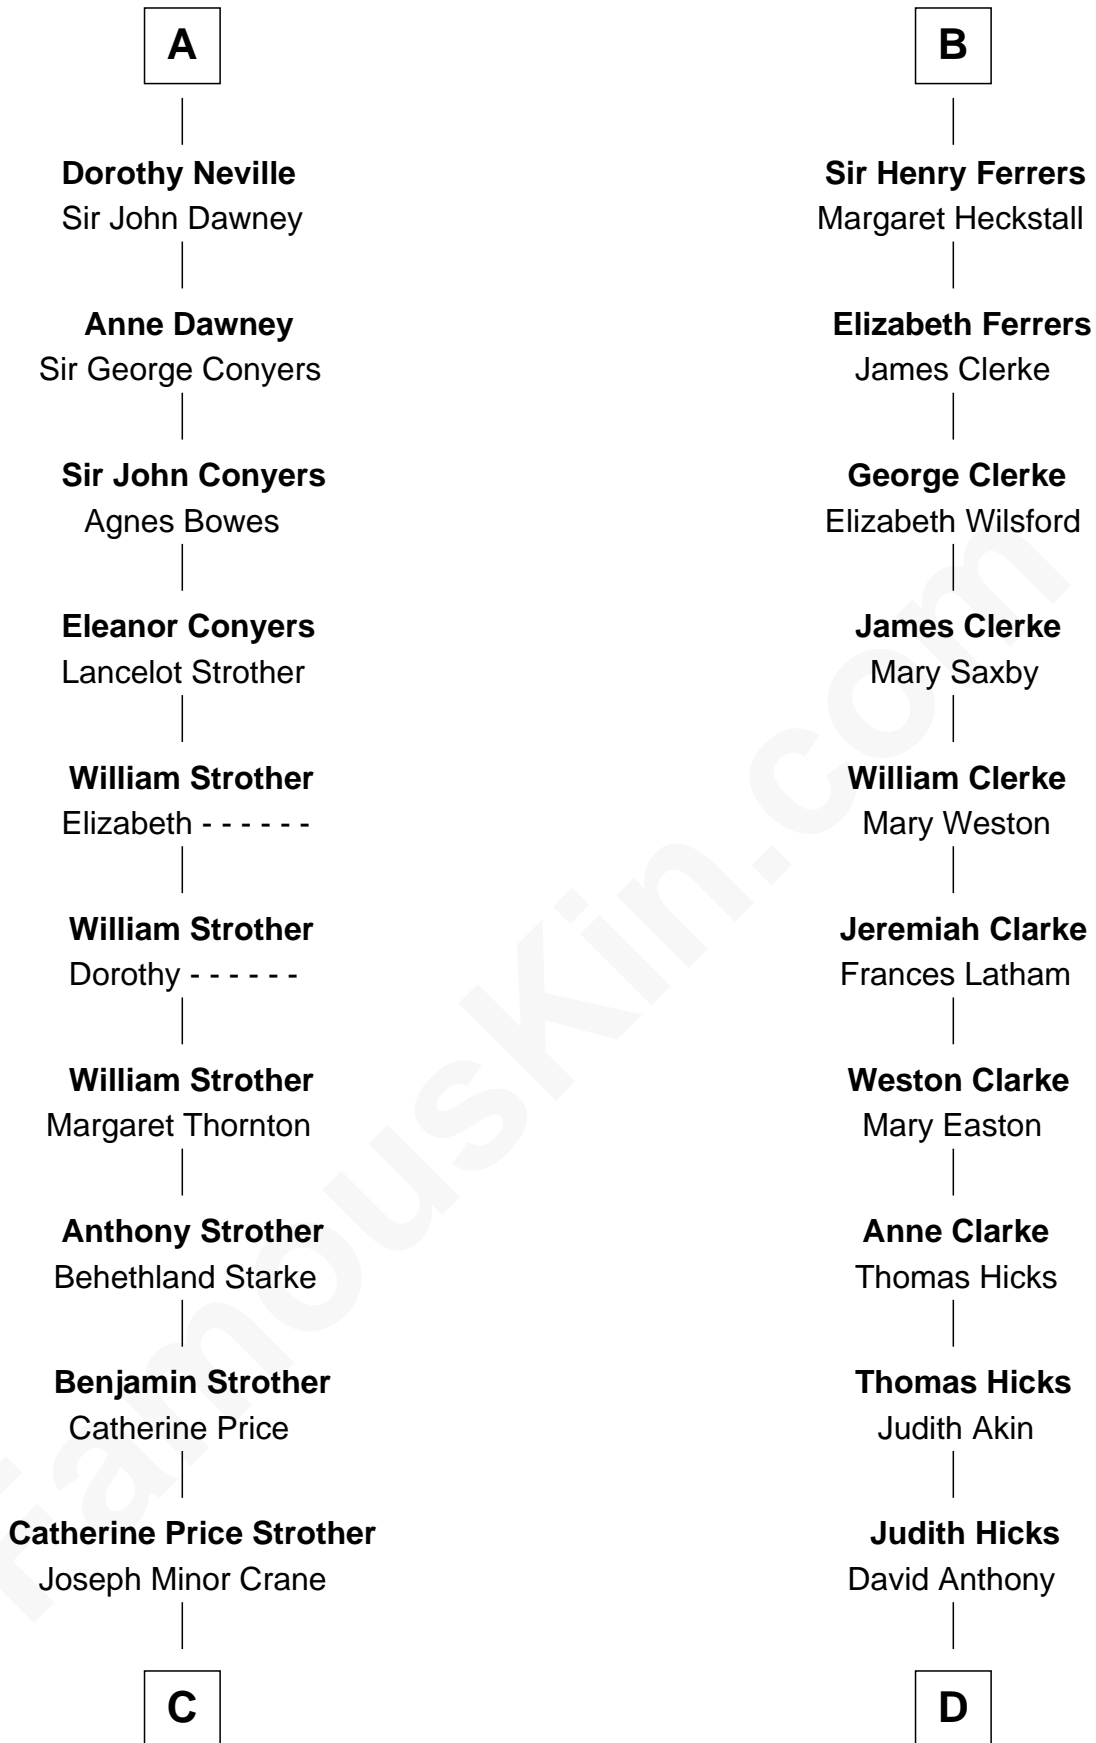 A
Dorothy Neville
Sir John Dawney
Anne Dawney
Sir George Conyers
Sir John Conyers
Agnes Bowes
Eleanor Conyers
Lancelot Strother
William Strother
Elizabeth - - - - - -
William Strother
Dorothy - - - - - -
William Strother
Margaret Thornton
Anthony Strother
Behethland Starke
Benjamin Strother
Catherine Price
Catherine Price Strother
Joseph Minor Crane
C
B
Sir Henry Ferrers
Margaret Heckstall
Elizabeth Ferrers
James Clerke
George Clerke
Elizabeth Wilsford
James Clerke
Mary Saxby
William Clerke
Mary Weston
Jeremiah Clarke
Frances Latham
Weston Clarke
Mary Easton
Anne Clarke
Thomas Hicks
Thomas Hicks
Judith Akin
Judith Hicks
David Anthony
D
FamousKin.com